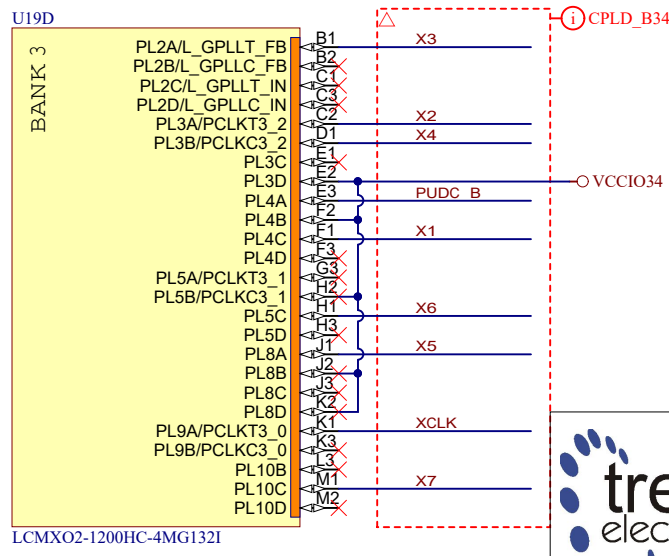 U19D
CPLD_B34
BANK 3
PL2A/L_GPLLT_FB B1 X3
PL2B/L_GPLLC_FB B2
PL2C/L_GPLLT_IN C1
PL2D/L_GPLLC_IN C3
PL3A/PCLKT3_2 C2 X2
PL3B/PCLKC3_2 D1 X4
PL3C E1
PL3D E2 VCCIO34
PL4A E3 PUDC_B
PL4B F2
PL4C F1 X1
PL4D F3
PL5A/PCLKT3_1 G3
PL5B/PCLKC3_1 H2
PL5C H1 X6
PL5D H3
PL8A J1 X5
PL8B J2
PL8C J3
PL8D K2
PL9A/PCLKT3_0 K1 XCLK
PL9B/PCLKC3_0 K3
PL10B L3
PL10C M1 X7
PL10D M2
LCMXO2-1200HC-4MG132I
tre
elec